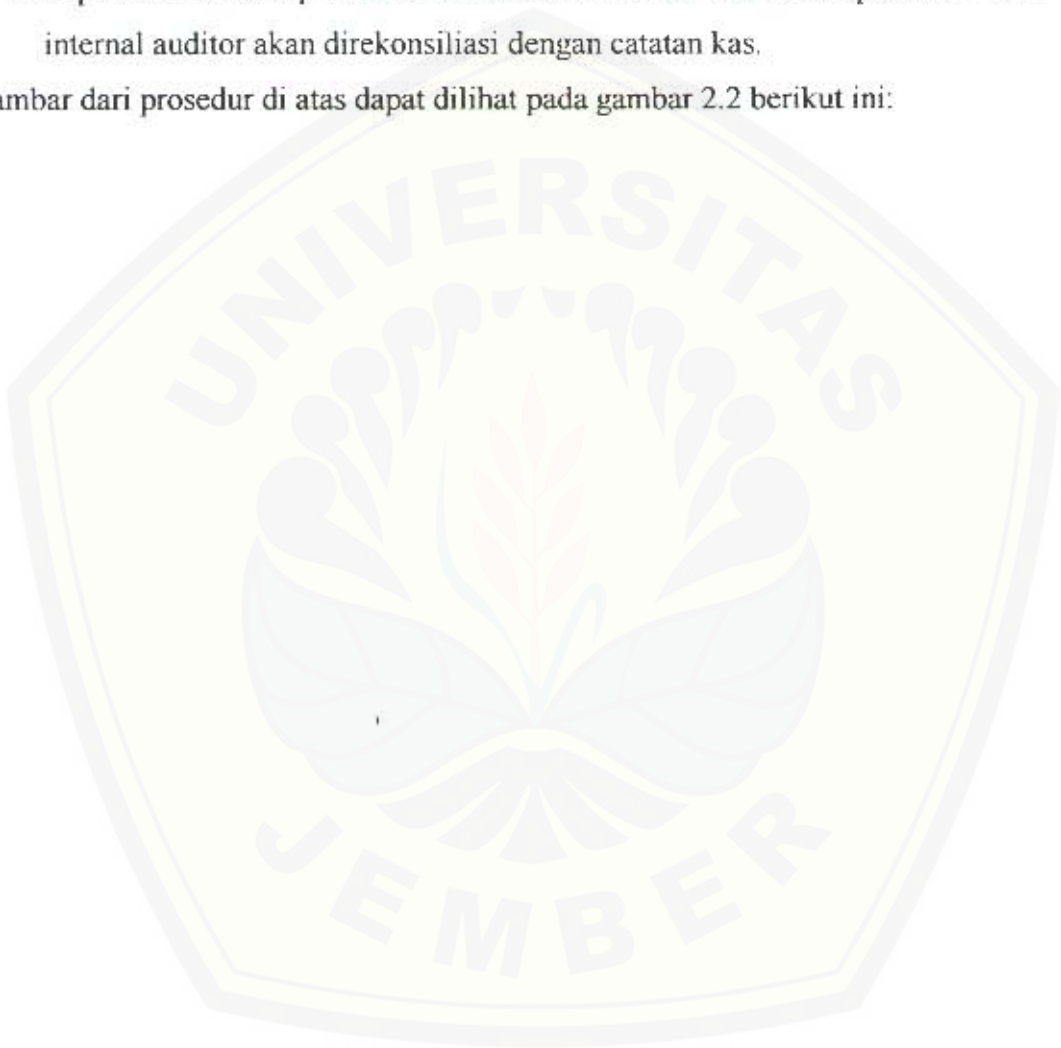 internal auditor akan direkonsiliasi dengan catatan kas.
ambar dari prosedur di atas dapat dilihat pada gambar 2.2 berikut ini:
UNIVERSITAS
JEMBER